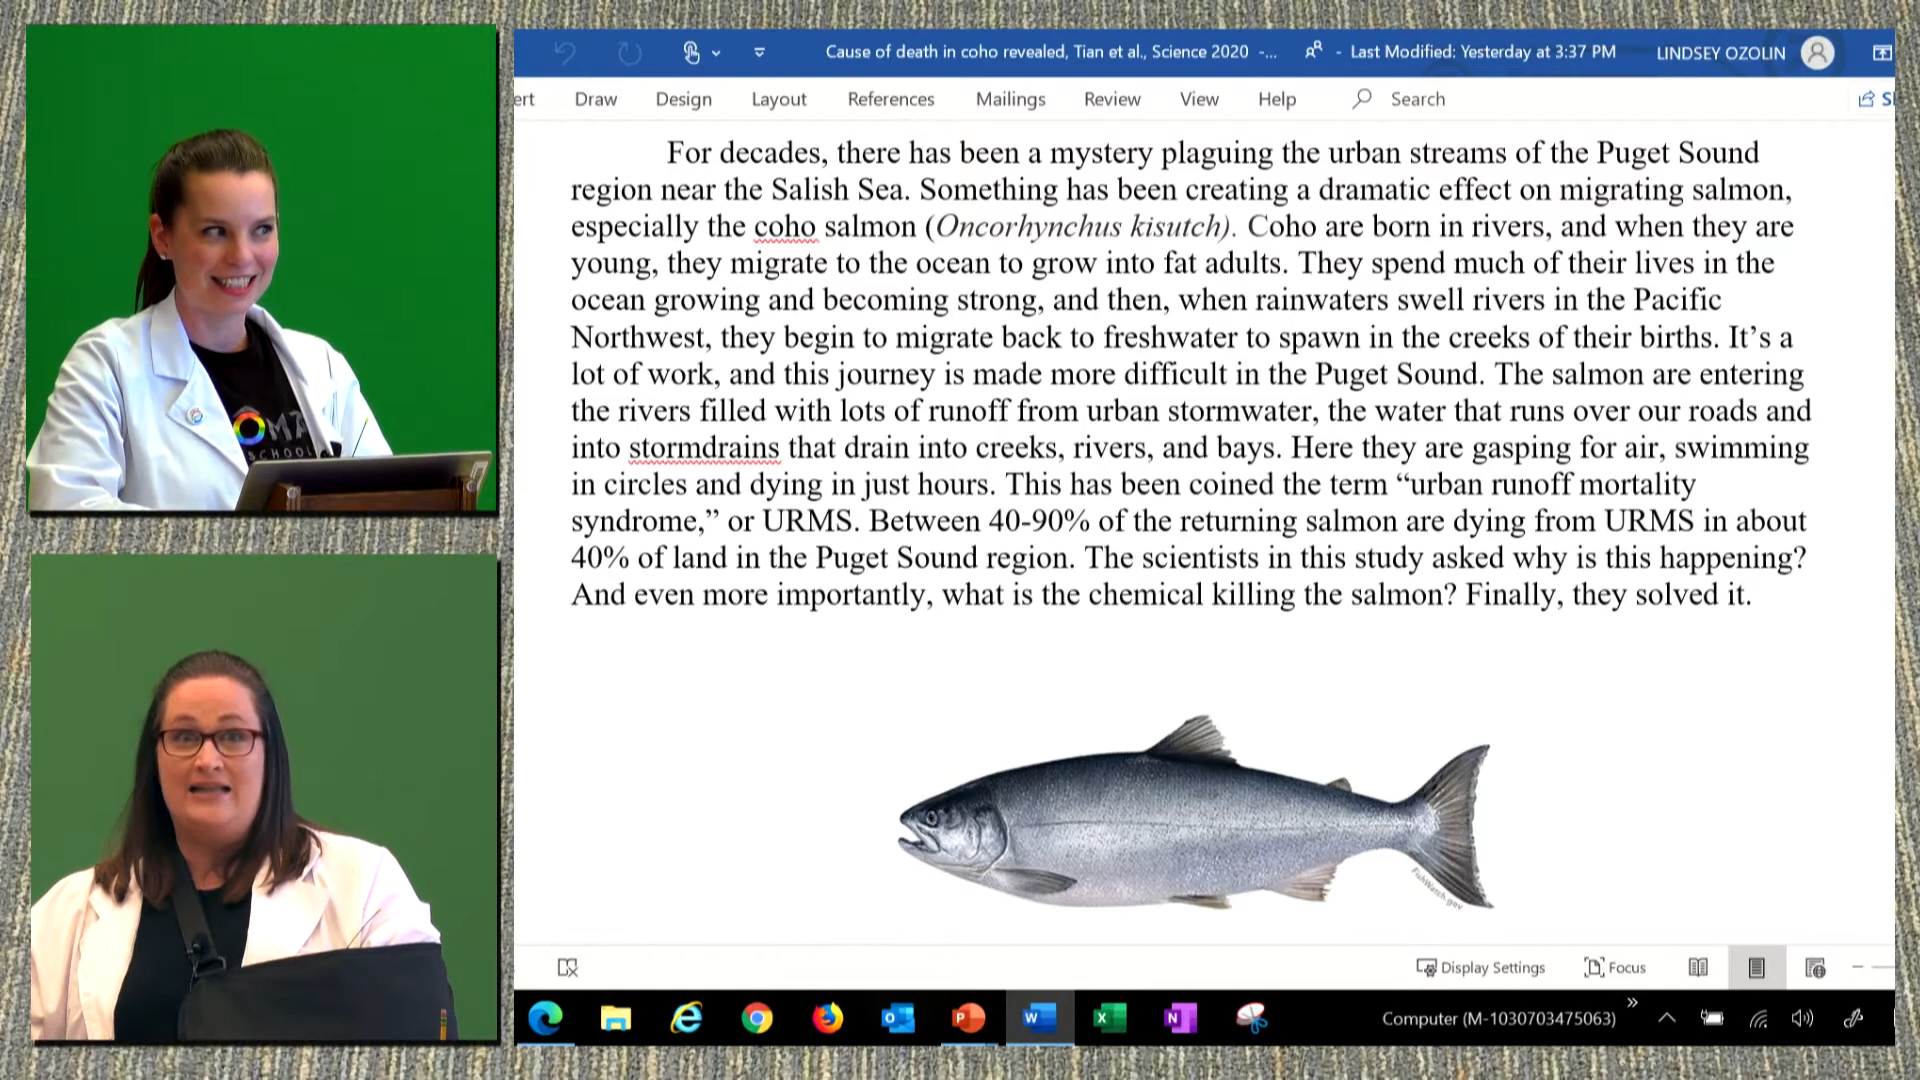 OMA
SCHOOL
Cause of death in coho revealed, Tian et al., Science 2020 -... - Last Modified: Yesterday at 3:37 PM LINDSEY OZOLIN
ert Draw Design Layout References Mailings Review View Help Search
For decades, there has been a mystery plaguing the urban streams of the Puget Sound
region near the Salish Sea. Something has been creating a dramatic effect on migrating salmon,
especially the coho salmon (Oncorhynchus kisutch). Coho are born in rivers, and when they are
young, they migrate to the ocean to grow into fat adults. They spend much of their lives in the
ocean growing and becoming strong, and then, when rainwaters swell rivers in the Pacific
Northwest, they begin to migrate back to freshwater to spawn in the creeks of their births. It's a
lot of work, and this journey is made more difficult in the Puget Sound. The salmon are entering
the rivers filled with lots of runoff from urban stormwater, the water that runs over our roads and
into stormdrains that drain into creeks, rivers, and bays. Here they are gasping for air, swimming
in circles and dying in just hours. This has been coined the term “urban runoff mortality
syndrome,” or URMS. Between 40-90% of the returning salmon are dying from URMS in about
40% of land in the Puget Sound region. The scientists in this study asked why is this happening?
And even more importantly, what is the chemical killing the salmon? Finally, they solved it.
FishWatch.gov
Display Settings Focus
Computer (M-1030703475063)